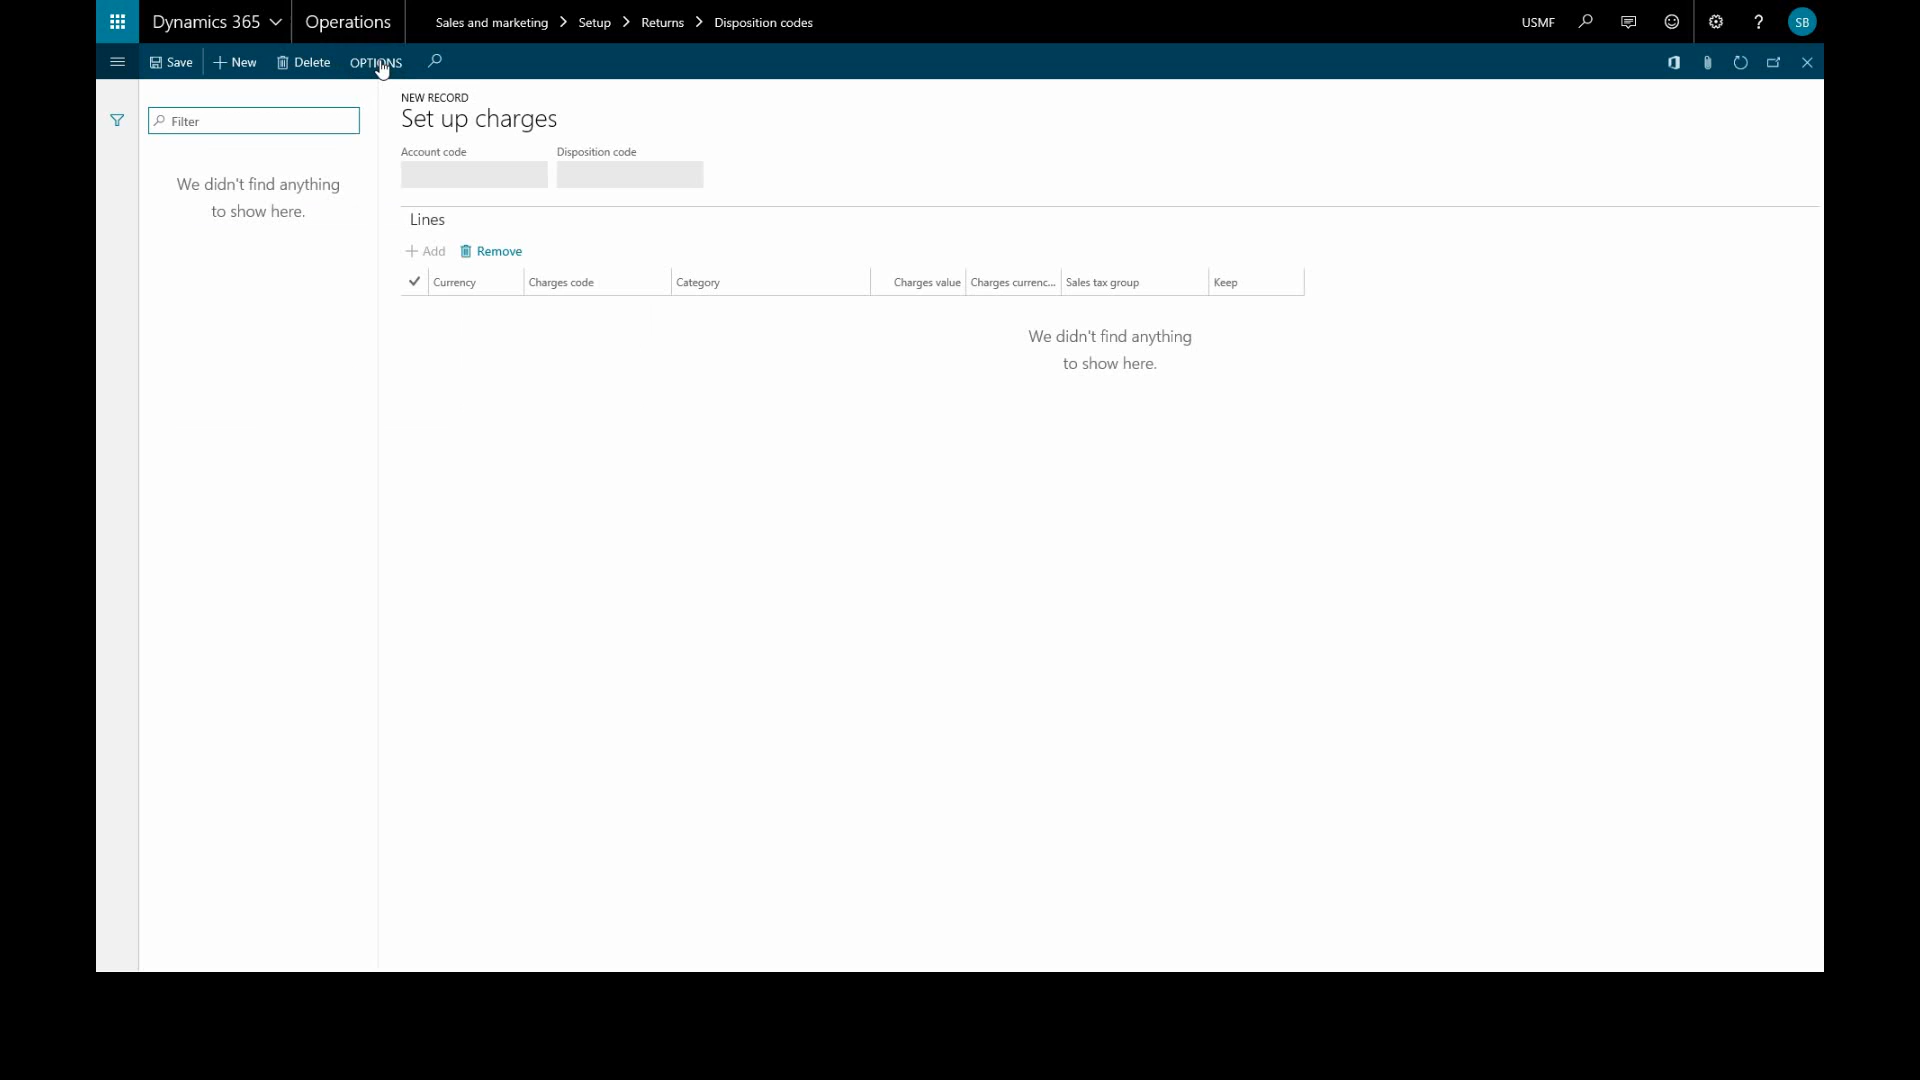 Dynamics 365 Operations Sales and marketing > Setup > Returns > Disposition codes USMF ? SB
Save New Delete OPTIONS
Filter
We didn't find anything
to show here.
NEW RECORD
Set up charges
Account code Disposition code
Lines
+ Add Remove
Currency Charges code Category Charges value Charges currenc... Sales tax group Keep
We didn't find anything
to show here.